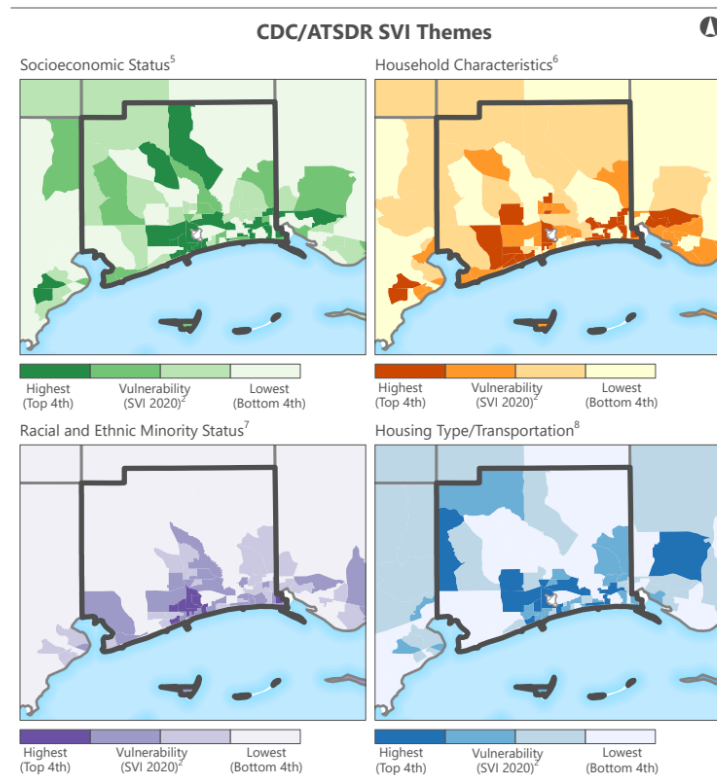 CDC/ATSDR SVI Themes
Socioeconomic Status5
Household Characteristics6
Highest
(Top 4th)
Vulnerability
(SVI 2020)2
Lowest
(Bottom 4th)
Highest
(Top 4th)
Vulnerability
(SVI 2020)2
Lowest
(Bottom 4th)
Racial and Ethnic Minority Status7
Housing Type/Transportation8
Highest
(Top 4th)
Vulnerability
(SVI 2020)2
Lowest
(Bottom 4th)
Highest
(Top 4th)
Vulnerability
(SVI 2020)2
Lowest
(Bottom 4th)